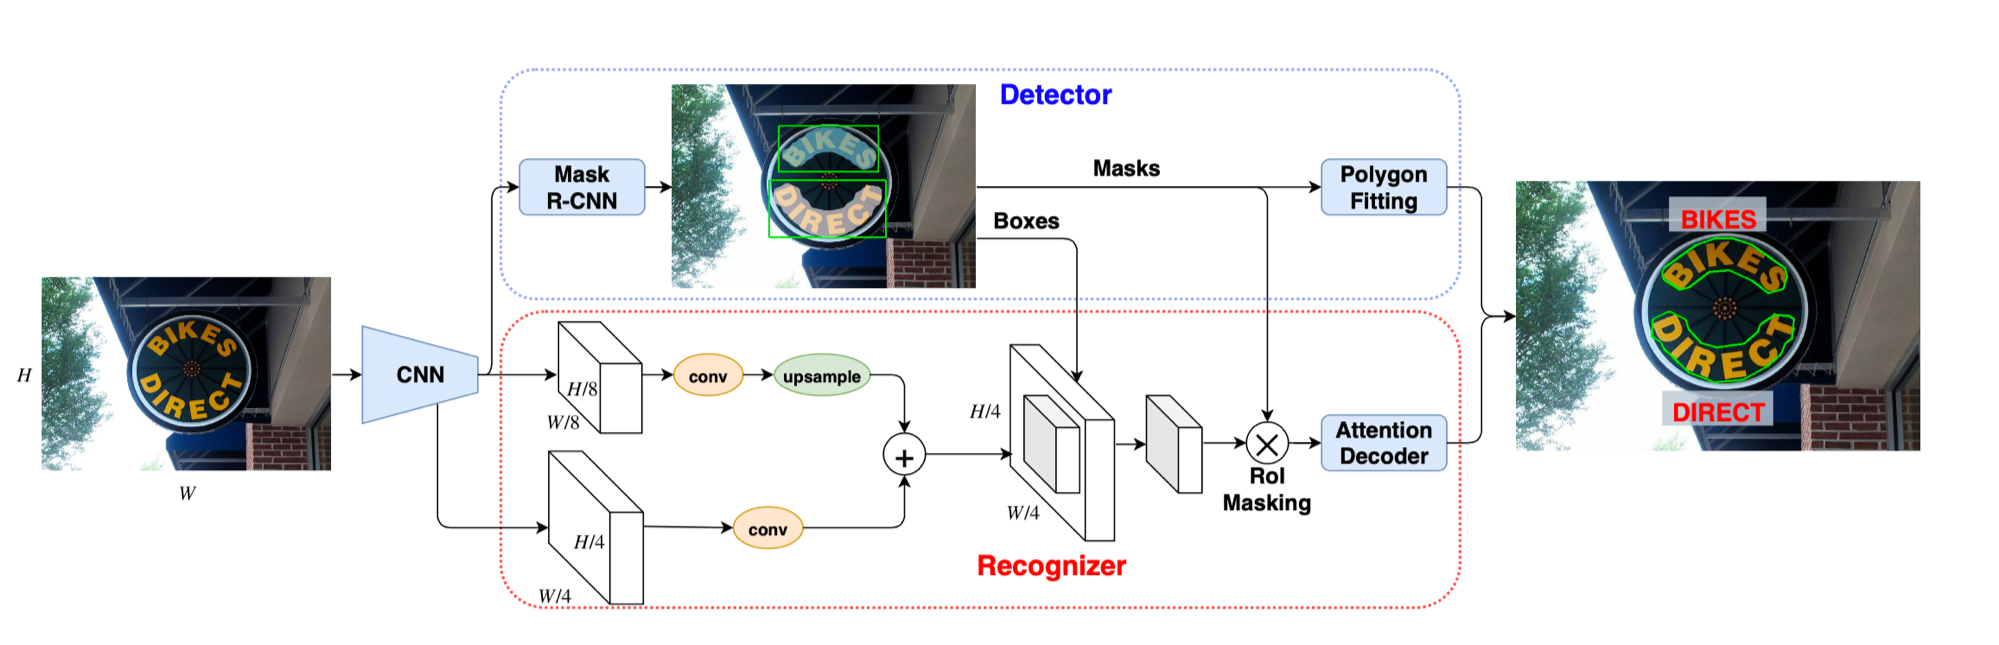 H
W
BIKES
DIRECT
CNN
Detector
Mask
R-CNN
BIKES
DIRECT
Masks
Boxes
Polygon
Fitting
H/8
W/8
conv
upsample
H/4
W/4
conv
+
H/4
W/4
×
RoI
Masking
Attention
Decoder
Recognizer
BIKES
BIKES
DIRECT
DIRECT